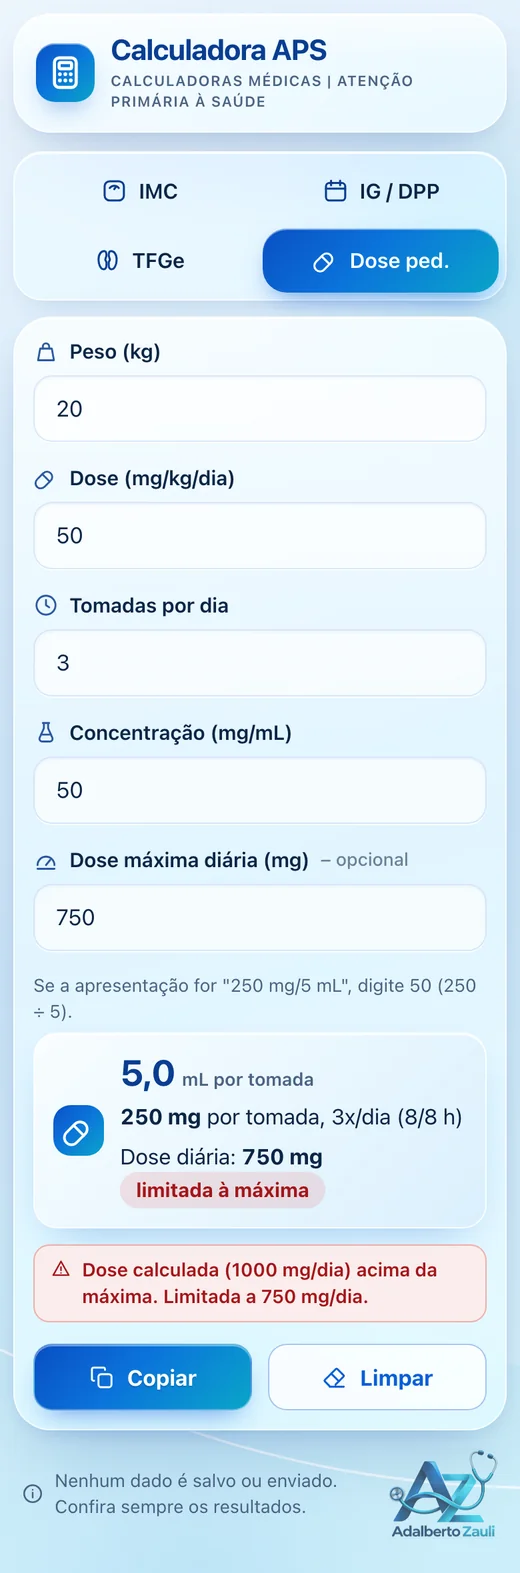 Calculadora APS
CALCULADORAS MÉDICAS | ATENÇÃO
PRIMÁRIA À SAÚDE
IMC
IG / DPP
TFGe
Dose ped.
Peso (kg)
20
Dose (mg/kg/dia)
50
Tomadas por dia
3
Concentração (mg/mL)
50
Dose máxima diária (mg) – opcional
750
Se a apresentação for "250 mg/5 mL", digite 50 (250
÷ 5).
5,0 mL por tomada
250 mg por tomada, 3x/dia (8/8 h)
Dose diária: 750 mg
limitada à máxima
Dose calculada (1000 mg/dia) acima da
máxima. Limitada a 750 mg/dia.
Copiar
Limpar
Nenhum dado é salvo ou enviado.
Confira sempre os resultados.
AZ
Adalberto Zauli